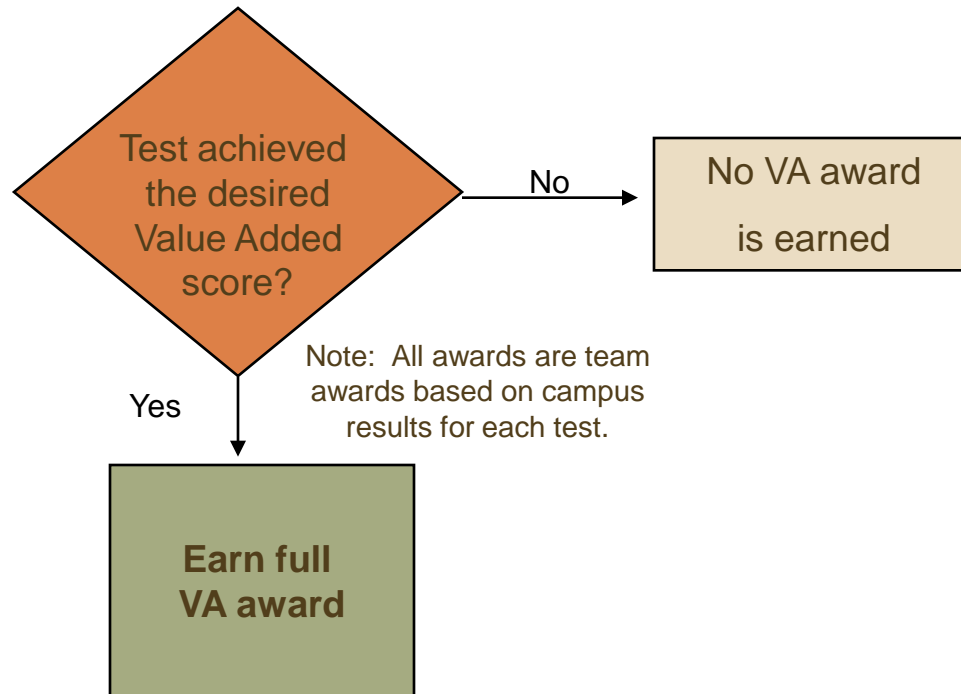 Test achieved
the desired
Value Added
score?
No
No VA award
is earned
Note:  All awards are team
awards based on campus
results for each test.
Yes
Earn full
VA award